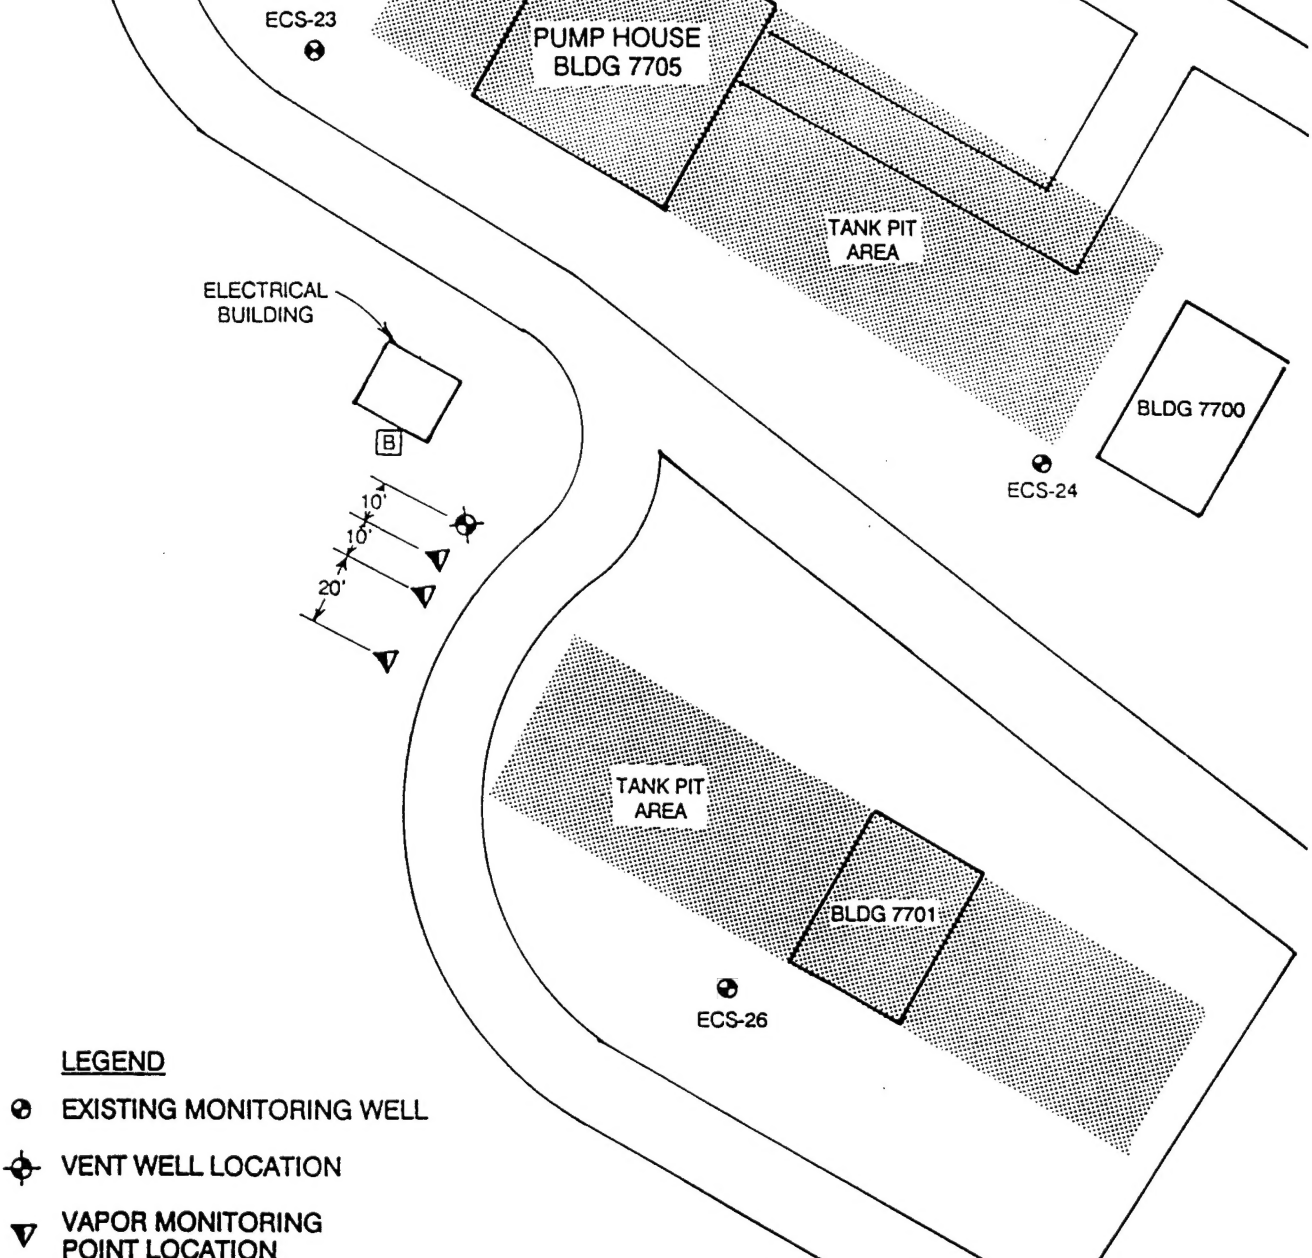 ECS-23
PUMP HOUSE
BLDG 7705
TANK PIT
AREA
ELECTRICAL
BUILDING
BLDG 7700
B
ECS-24
10'
10'
20'
TANK PIT
AREA
BLDG 7701
ECS-26
LEGEND
EXISTING MONITORING WELL
VENT WELL LOCATION
VAPOR MONITORING
POINT LOCATION